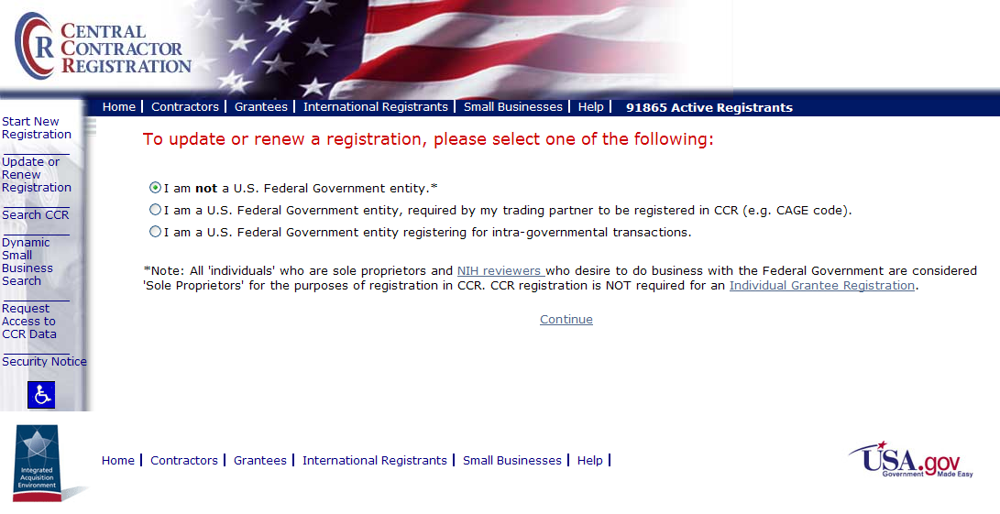 CENTRAL
CONTRACTOR
REGISTRATION
Home Contractors Grantees International Registrants Small Businesses Help 91865 Active Registrants
Start New
Registration
Update or
Renew
Registration
Search CCR
Dynamic
Small
Business
Search
Request
Access to
CCR Data
Security Notice
To update or renew a registration, please select one of the following:
I am not a U.S. Federal Government entity.*
I am a U.S. Federal Government entity, required by my trading partner to be registered in CCR (e.g. CAGE code).
I am a U.S. Federal Government entity registering for intra-governmental transactions.
*Note: All 'individuals' who are sole proprietors and NIH reviewers who desire to do business with the Federal Government are considered
'Sole Proprietors' for the purposes of registration in CCR. CCR registration is NOT required for an Individual Grantee Registration.
Continue
Integrated
Acquisition
Environment
Home Contractors Grantees International Registrants Small Businesses Help
USA.gov
Government Made Easy